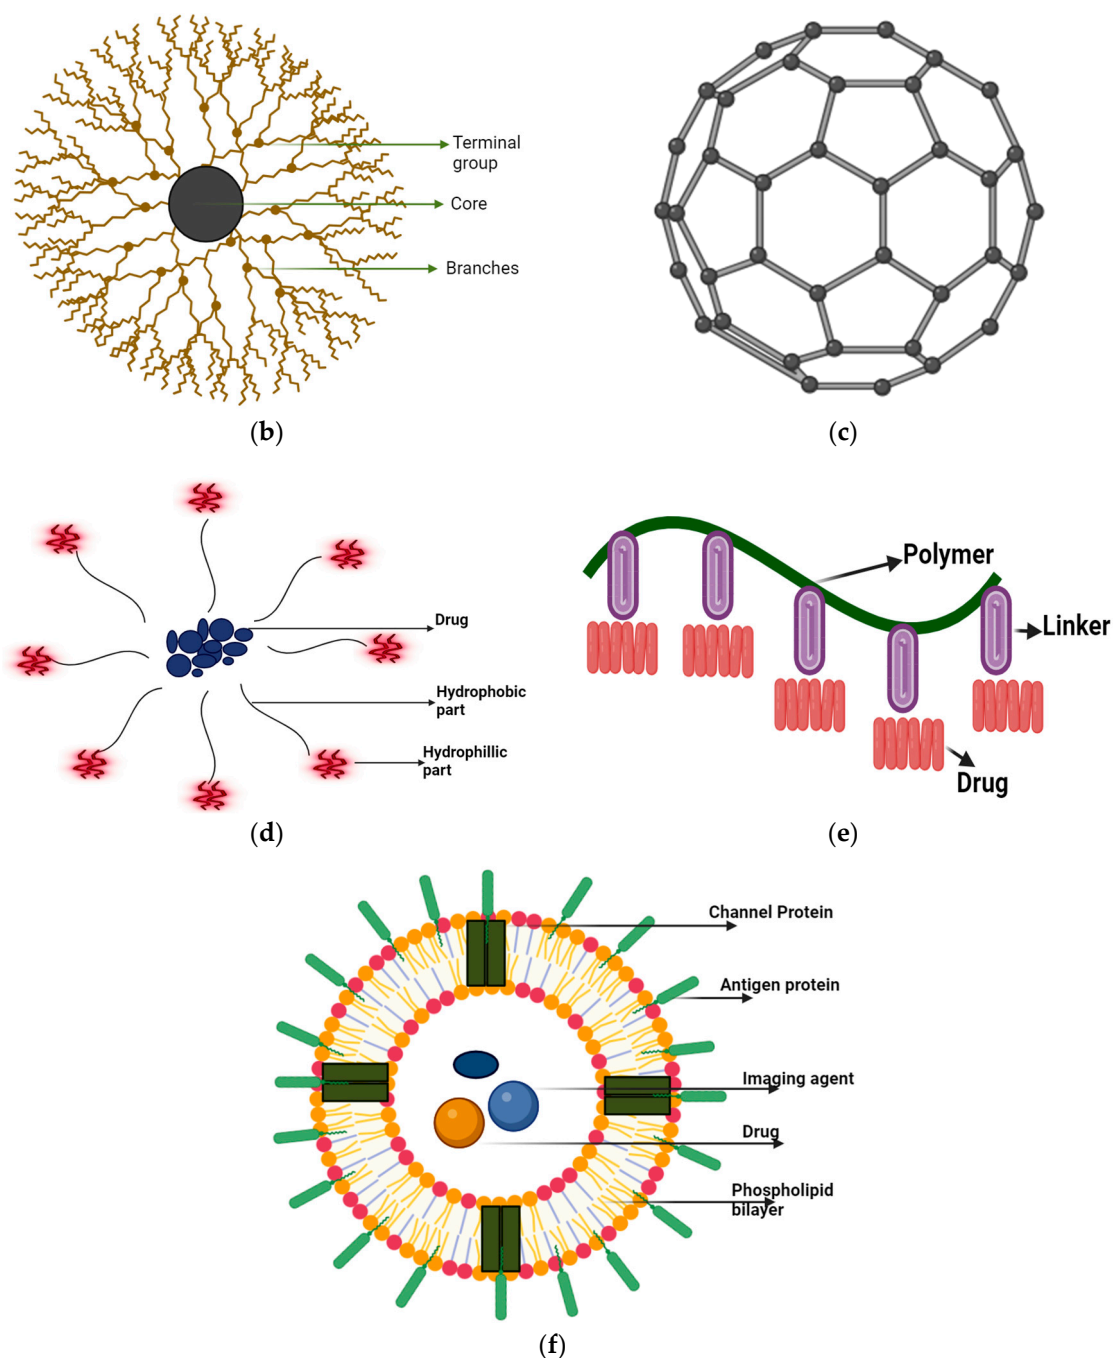 Terminal
group
Core
Branches
(b)
(c)
Drug
Hydrophobic
part
Hydrophillic
part
(d)
Polymer
Linker
Drug
(e)
Channel Protein
Antigen protein
Imaging agent
Drug
Phospholipid
bilayer
(f)